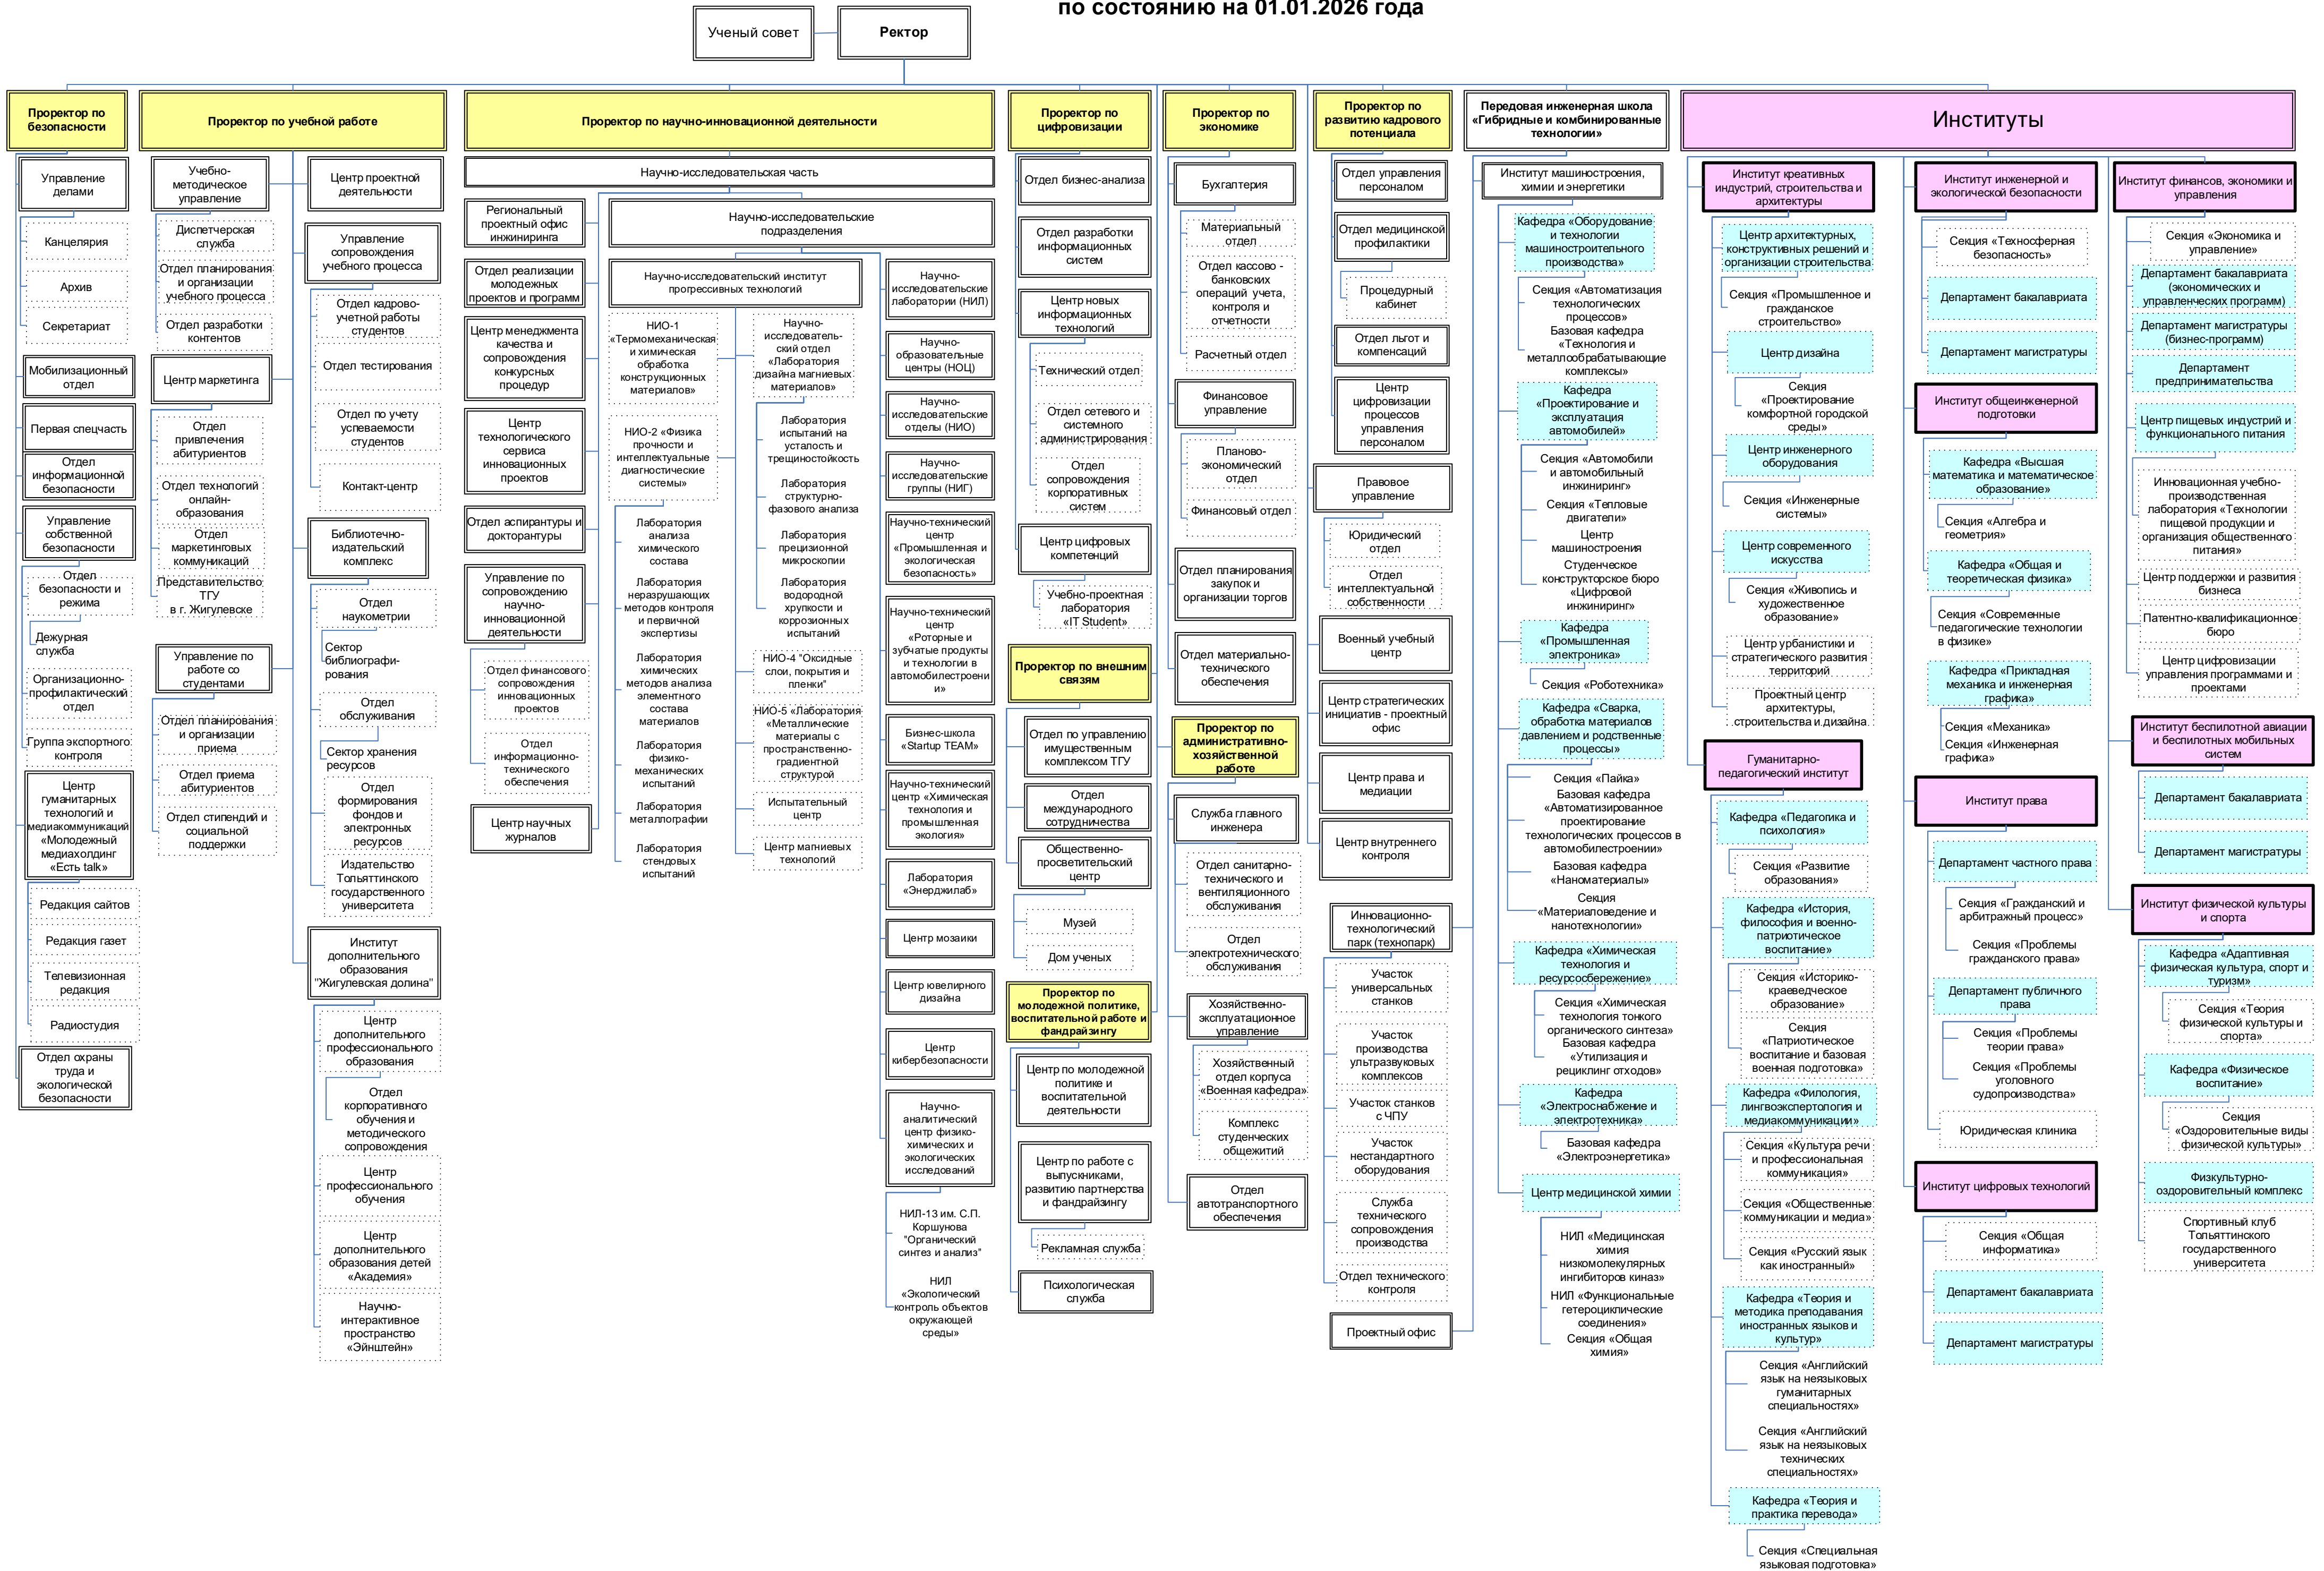 по состоянию на 01.01.2026 года
Ученый совет
Ректор
Проректор по
безопасности
Управление
делами
Канцелярия
Архив
Секретариат
Мобилизационный
отдел
Первая спецчасть
Отдел
информационной
безопасности
Управление
собственной
безопасности
Отдел
безопасности и
режима
Дежурная
служба
Организационно-
профилактический
отдел
Группа экспортного
контроля
Центр
гуманитарных
технологий и
медиакоммуникаций
«Молодежный
медиахолдинг
«Есть talk»
Редакция сайтов
Редакция газет
Телевизионная
редакция
Радиостудия
Отдел охраны
труда и
экологической
безопасности
Проректор по учебной работе
Учебно-
методическое
управление
Диспетчерская
служба
Отдел планирования
и организации
учебного процесса
Отдел разработки
контентов
Центр маркетинга
Отдел
привлечения
абитуриентов
Отдел технологий
онлайн-
образования
Отдел
маркетинговых
коммуникаций
Представительство
ТГУ
в г. Жигулевске
Управление по
работе со
студентами
Отдел планирования
и организации
приема
Отдел приема
абитуриентов
Отдел стипендий и
социальной
поддержки
Центр проектной
деятельности
Управление
сопровождения
учебного процесса
Отдел кадрово-
учетной работы
студентов
Отдел тестирования
Отдел по учету
успеваемости
студентов
Контакт-центр
Библиотечно-
издательский
комплекс
Отдел
наукометрии
Сектор
библиографи-
рования
Отдел
обслуживания
Сектор хранения
ресурсов
Отдел
формирования
фондов и
электронных
ресурсов
Издательство
Тольяттинского
государственного
университета
Институт
дополнительного
образования
"Жигулевская долина"
Центр
дополнительного
профессионального
образования
Отдел
корпоративного
обучения и
методического
сопровождения
Центр
профессионального
обучения
Центр
дополнительного
образования детей
«Академия»
Научно-
интерактивное
пространство
«Эйнштейн»
Проректор по научно-инновационной деятельности
Научно-исследовательская часть
Региональный
проектный офис
инжиниринга
Отдел реализации
молодежных
проектов и программ
Центр менеджмента
качества и
сопровождения
конкурсных
процедур
Центр
технологического
сервиса
инновационных
проектов
Отдел аспирантуры и
докторантуры
Управление по
сопровождению
научно-
инновационной
деятельности
Отдел финансового
сопровождения
инновационных
проектов
Отдел
информационно-
технического
обеспечения
Центр научных
журналов
Научно-исследовательские
подразделения
Научно-исследовательский институт
прогрессивных технологий
НИО-1
«Термомеханическая
и химическая
обработка
конструкционных
материалов»
НИО-2 «Физика
прочности и
интеллектуальные
диагностические
системы»
Лаборатория
анализа
химического
состава
Лаборатория
неразрушающих
методов контроля
и первичной
экспертизы
Лаборатория
химических
методов анализа
элементного
состава
материалов
Лаборатория
физико-
механических
испытаний
Лаборатория
металлографии
Лаборатория
стендовых
испытаний
Научно-
исследователь-
ский отдел
«Лаборатория
дизайна магниевых
материалов»
Лаборатория
испытаний на
усталость и
трещиностойкость
Лаборатория
структурно-
фазового анализа
Лаборатория
прецизионной
микроскопии
Лаборатория
водородной
хрупкости и
коррозионных
испытаний
НИО-4 "Оксидные
слои, покрытия и
пленки"
НИО-5 «Лаборатория
«Металлические
материалы с
пространственно-
градиентной
структурой
Испытательный
центр
Центр магниевых
технологий
Научно-
исследовательские
лаборатории (НИЛ)
Научно-
образовательные
центры (НОЦ)
Научно-
исследовательские
отделы (НИО)
Научно-
исследовательские
группы (НИГ)
Научно-технический
центр
«Промышленная и
экологическая
безопасность»
Научно-технический
центр
«Роторные и
зубчатые продукты
и технологии в
автомобилестроени
и»
Бизнес-школа
«Startup TEAM»
Научно-технический
центр «Химическая
технология и
промышленная
экология»
Лаборатория
«Энерджилаб»
Центр мозаики
Центр ювелирного
дизайна
Центр
кибербезопасности
Научно-
аналитический
центр физико-
химических и
экологических
исследований
НИЛ-13 им. С.П.
Коршунова
"Органический
синтез и анализ"
НИЛ
«Экологический
контроль объектов
окружающей
среды»
Проректор по
цифровизации
Отдел бизнес-анализа
Отдел разработки
информационных
систем
Центр новых
информационных
технологий
Технический отдел
Отдел сетевого и
системного
администрирования
Отдел
сопровождения
корпоративных
систем
Центр цифровых
компетенций
Учебно-проектная
лаборатория
«IT Student»
Проректор по внешним
связям
Отдел по управлению
имущественным
комплексом ТГУ
Отдел
международного
сотрудничества
Общественно-
просветительский
центр
Музей
Дом ученых
Проректор по
молодежной политике,
воспитательной работе и
фандрайзингу
Центр по молодежной
политике и
воспитательной
деятельности
Центр по работе с
выпускниками,
развитию партнерства
и фандрайзингу
Рекламная служба
Психологическая
служба
Проректор по
экономике
Бухгалтерия
Материальный
отдел
Отдел кассово -
банковских
операций учета,
контроля и
отчетности
Расчетный отдел
Финансовое
управление
Планово-
экономический
отдел
Финансовый отдел
Отдел планирования
закупок и
организации торгов
Отдел материально-
технического
обеспечения
Проректор по
административно-
хозяйственной
работе
Служба главного
инженера
Отдел санитарно-
технического и
вентиляционного
обслуживания
Отдел
электротехнического
обслуживания
Хозяйственно-
эксплуатационное
управление
Хозяйственный
отдел корпуса
«Военная кафедра»
Комплекс
студенческих
общежитий
Отдел
автотранспортного
обеспечения
Проректор по
развитию кадрового
потенциала
Отдел управления
персоналом
Отдел медицинской
профилактики
Процедурный
кабинет
Отдел льгот и
компенсаций
Центр
цифровизации
процессов
управления
персоналом
Правовое
управление
Юридический
отдел
Отдел
интеллектуальной
собственности
Военный учебный
центр
Центр стратегических
инициатив - проектный
офис
Центр права и
медиации
Центр внутреннего
контроля
Инновационно-
технологический
парк (технопарк)
Участок
универсальных
станков
Участок
производства
ультразвуковых
комплексов
Участок станков
с ЧПУ
Участок
нестандартного
оборудования
Служба
технического
сопровождения
производства
Отдел технического
контроля
Проектный офис
Передовая инженерная школа
«Гибридные и комбинированные
технологии»
Институт машиностроения,
химии и энергетики
Кафедра «Оборудование
и технологии
машиностроительного
производства»
Секция «Автоматизация
технологических
процессов»
Базовая кафедра
«Технология и
металлообрабатывающие
комплексы»
Кафедра
«Проектирование и
эксплуатация
автомобилей»
Секция «Автомобили
и автомобильный
инжиниринг»
Секция «Тепловые
двигатели»
Центр
машиностроения
Студенческое
конструкторское бюро
«Цифровой
инжиниринг»
Кафедра
«Промышленная
электроника»
Секция «Роботехника»
Кафедра «Сварка,
обработка материалов
давлением и родственные
процессы»
Секция «Пайка»
Базовая кафедра
«Автоматизированное
проектирование
технологических процессов в
автомобилестроении»
Базовая кафедра
«Наноматериалы»
Секция
«Материаловедение и
нанотехнологии»
Кафедра «Химическая
технология и
ресурсосбережение»
Секция «Химическая
технология тонкого
органического синтеза»
Базовая кафедра
«Утилизация и
рециклинг отходов»
Кафедра
«Электроснабжение и
электротехника»
Базовая кафедра
«Электроэнергетика»
Центр медицинской химии
НИЛ «Медицинская
химия
низкомолекулярных
ингибиторов киназ»
НИЛ «Функциональные
гетероциклические
соединения»
Секция «Общая
химия»
Институты
Институт креативных
индустрий, строительства и
архитектуры
Центр архитектурных,
конструктивных решений и
организации строительства
Секция «Промышленное и
гражданское
строительство»
Центр дизайна
Секция
«Проектирование
комфортной городской
среды»
Центр инженерного
оборудования
Секция «Инженерные
системы»
Центр современного
искусства
Секция «Живопись и
художественное
образование»
Центр урбанистики и
стратегического развития
территорий
Проектный центр
архитектуры,
строительства и дизайна
Гуманитарно-
педагогический институт
Кафедра «Педагогика и
психология»
Секция «Развитие
образования»
Кафедра «История,
философия и военно-
патриотическое
воспитание»
Секция «Историко-
краеведческое
образование»
Секция
«Патриотическое
воспитание и базовая
военная подготовка»
Кафедра «Филология,
лингвоэкспертология и
медиакоммуникации»
Секция «Культура речи
и профессиональная
коммуникация»
Секция «Общественные
коммуникации и медиа»
Секция «Русский язык
как иностранный»
Кафедра «Теория и
методика преподавания
иностранных языков и
культур»
Секция «Английский
язык на неязыковых
гуманитарных
специальностях»
Секция «Английский
язык на неязыковых
технических
специальностях»
Кафедра «Теория и
практика перевода»
Секция «Специальная
языковая подготовка»
Институт инженерной и
экологической безопасности
Секция «Техносферная
безопасность»
Департамент бакалавриата
Департамент магистратуры
Институт общеинженерной
подготовки
Кафедра «Высшая
математика и математическое
образование»
Секция «Алгебра и
геометрия»
Кафедра «Общая и
теоретическая физика»
Секция «Современные
педагогические технологии
в физике»
Кафедра «Прикладная
механика и инженерная
графика»
Секция «Механика»
Секция «Инженерная
графика»
Институт права
Департамент частного права
Секция «Гражданский и
арбитражный процесс»
Секция «Проблемы
гражданского права»
Департамент публичного
права
Секция «Проблемы
теории права»
Секция «Проблемы
уголовного
судопроизводства»
Юридическая клиника
Институт цифровых технологий
Секция «Общая
информатика»
Департамент бакалавриата
Департамент магистратуры
Институт финансов, экономики и
управления
Секция «Экономика и
управление»
Департамент бакалавриата
(экономических и
управленческих программ)
Департамент магистратуры
(бизнес-программ)
Департамент
предпринимательства
Центр пищевых индустрий и
функционального питания
Инновационная учебно-
производственная
лаборатория «Технологии
пищевой продукции и
организация общественного
питания»
Центр поддержки и развития
бизнеса
Патентно-квалификационное
бюро
Центр цифровизации
управления программами и
проектами
Институт беспилотной авиации
и беспилотных мобильных
систем
Департамент бакалавриата
Департамент магистратуры
Институт физической культуры
и спорта
Кафедра «Адаптивная
физическая культура, спорт и
туризм»
Секция «Теория
физической культуры и
спорта»
Кафедра «Физическое
воспитание»
Секция
«Оздоровительные виды
физической культуры»
Физкультурно-
оздоровительный комплекс
Спортивный клуб
Тольяттинского
государственного
университета